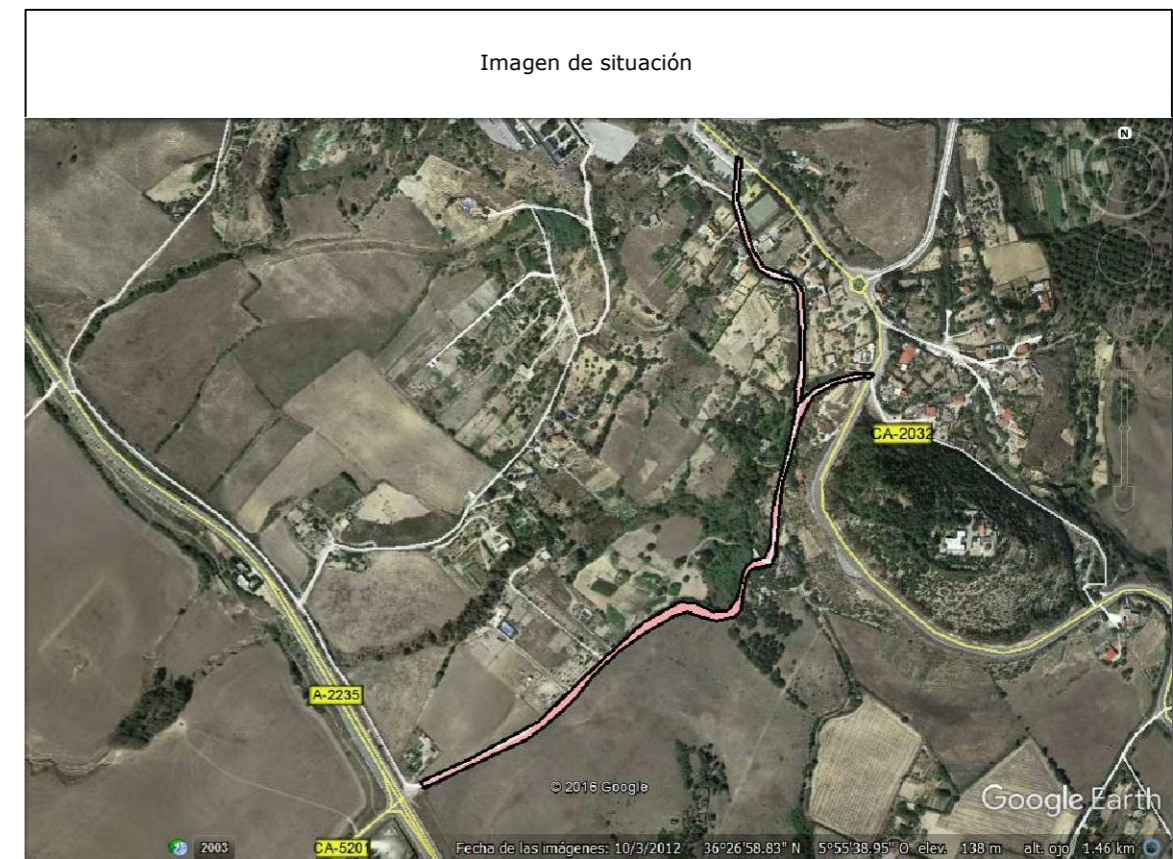 Imagen de situación
N
CA-2032
A-2235
© 2016 Google
Google Earth
2003
CA-5201
Fecha de las imágenes: 10/3/2012 36°26'58.83" N 5°55'38.95" O elev. 138 m alt. ojo 1.46 km